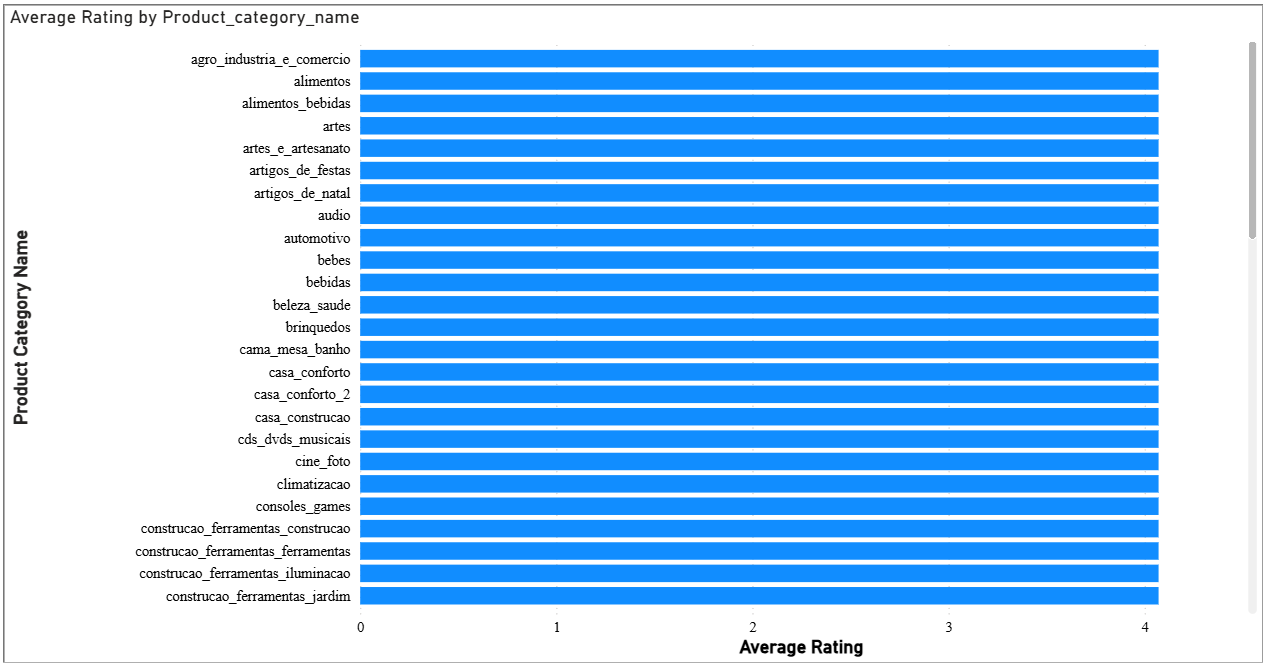 Average Rating by Product_category_name
Product Category Name
agro_industria_e_comercio
alimentos
alimentos_bebidas
artes
artes_e_artesanato
artigos_de_festas
artigos_de_natal
audio
automotivo
bebes
bebidas
beleza_saude
brinquedos
cama_mesa_banho
casa_conforto
casa_conforto_2
casa_construcao
cds_dvds_musicais
cine_foto
climatizacao
consoles_games
construcao_ferramentas_construcao
construcao_ferramentas_ferramentas
construcao_ferramentas_iluminacao
construcao_ferramentas_jardim
0 1 2 3 4
Average Rating